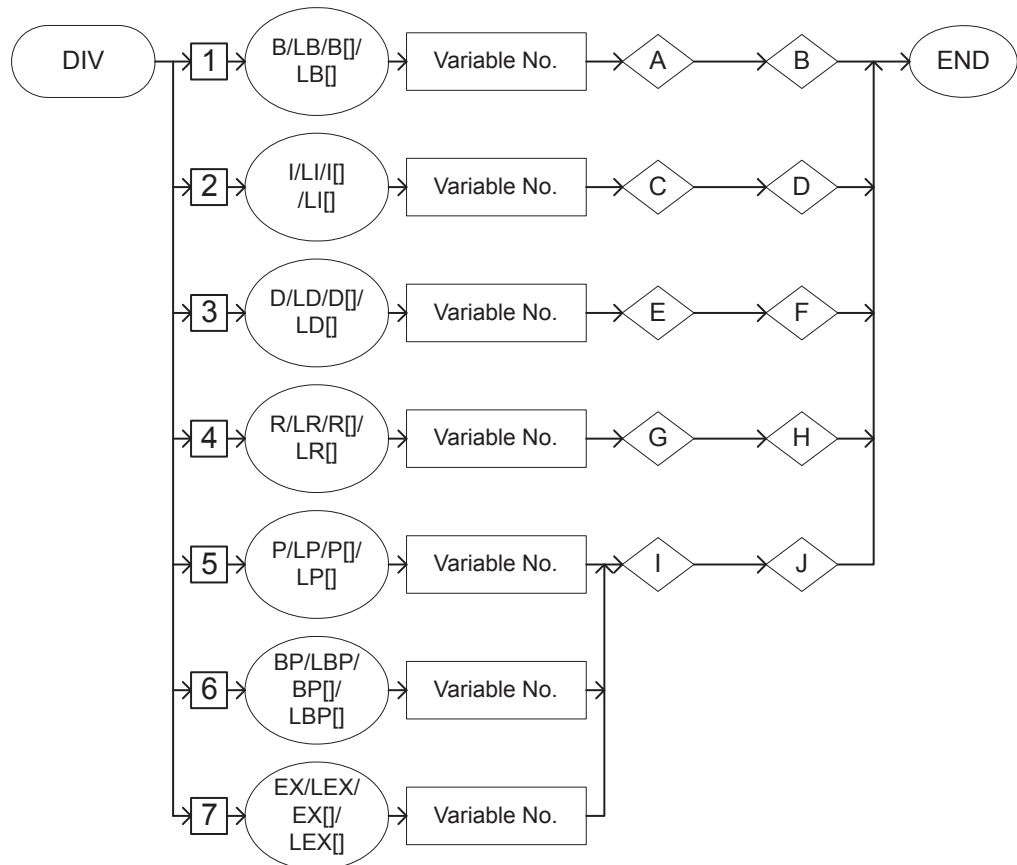 DIV
1
B/LB/B[]/
LB[]
Variable No.
A
B
END
2
I/LI/I[]
/LI[]
Variable No.
C
D
3
D/LD/D[]/
LD[]
Variable No.
E
F
4
R/LR/R[]/
LR[]
Variable No.
G
H
5
P/LP/P[]/
LP[]
Variable No.
I
J
6
BP/LBP/
BP[]/
LBP[]
Variable No.
7
EX/LEX/
EX[]/
LEX[]
Variable No.